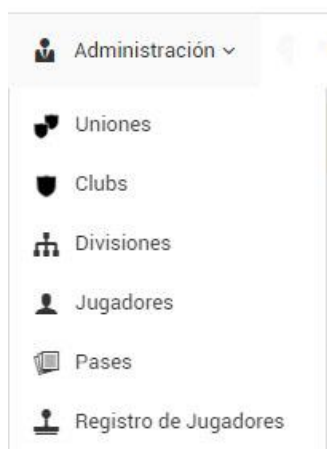 Administración
Uniones
Clubs
Divisiones
Jugadores
Pases
Registro de Jugadores